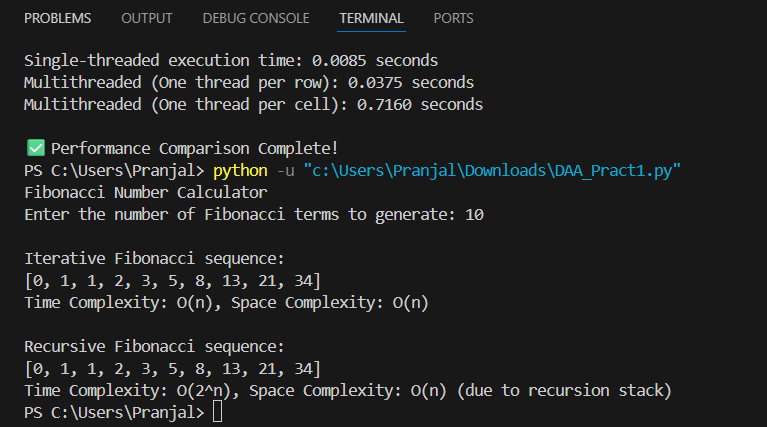 PROBLEMS OUTPUT DEBUG CONSOLE TERMINAL PORTS
Single-threaded execution time: 0.0085 seconds
Multithreaded (One thread per row): 0.0375 seconds
Multithreaded (One thread per cell): 0.7160 seconds
✅ Performance Comparison Complete!
PS C:\Users\Pranjal> python -u "c:\Users\Pranjal\Downloads\DAA_Pract1.py"
Fibonacci Number Calculator
Enter the number of Fibonacci terms to generate: 10
Iterative Fibonacci sequence:
[0, 1, 1, 2, 3, 5, 8, 13, 21, 34]
Time Complexity: O(n), Space Complexity: O(n)
Recursive Fibonacci sequence:
[0, 1, 1, 2, 3, 5, 8, 13, 21, 34]
Time Complexity: O(2^n), Space Complexity: O(n) (due to recursion stack)
PS C:\Users\Pranjal>